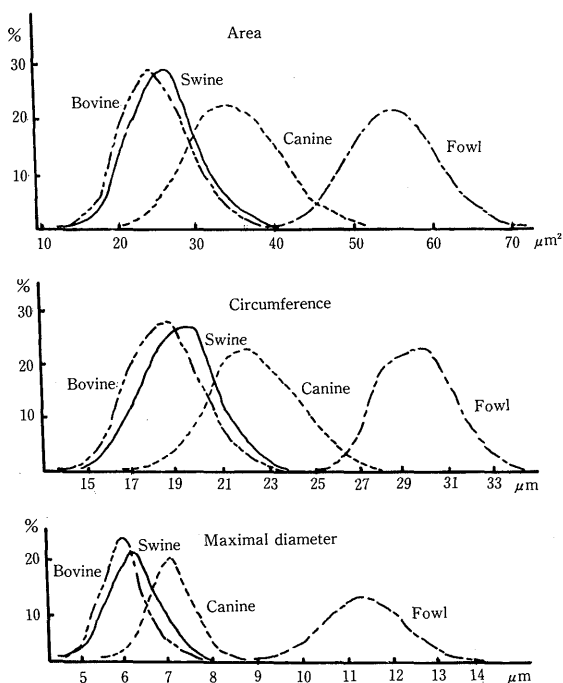 %
Area
30
20
10
Bovine
Swine
Canine
Fowl
10 20 30 40 50 60 70 μm²
%
Circumference
30
20
10
Bovine
Swine
Canine
Fowl
15 17 19 21 23 25 27 29 31 33 μm
%
Maximal diameter
20
10
Bovine
Swine
Canine
Fowl
5 6 7 8 9 10 11 12 13 14 μm